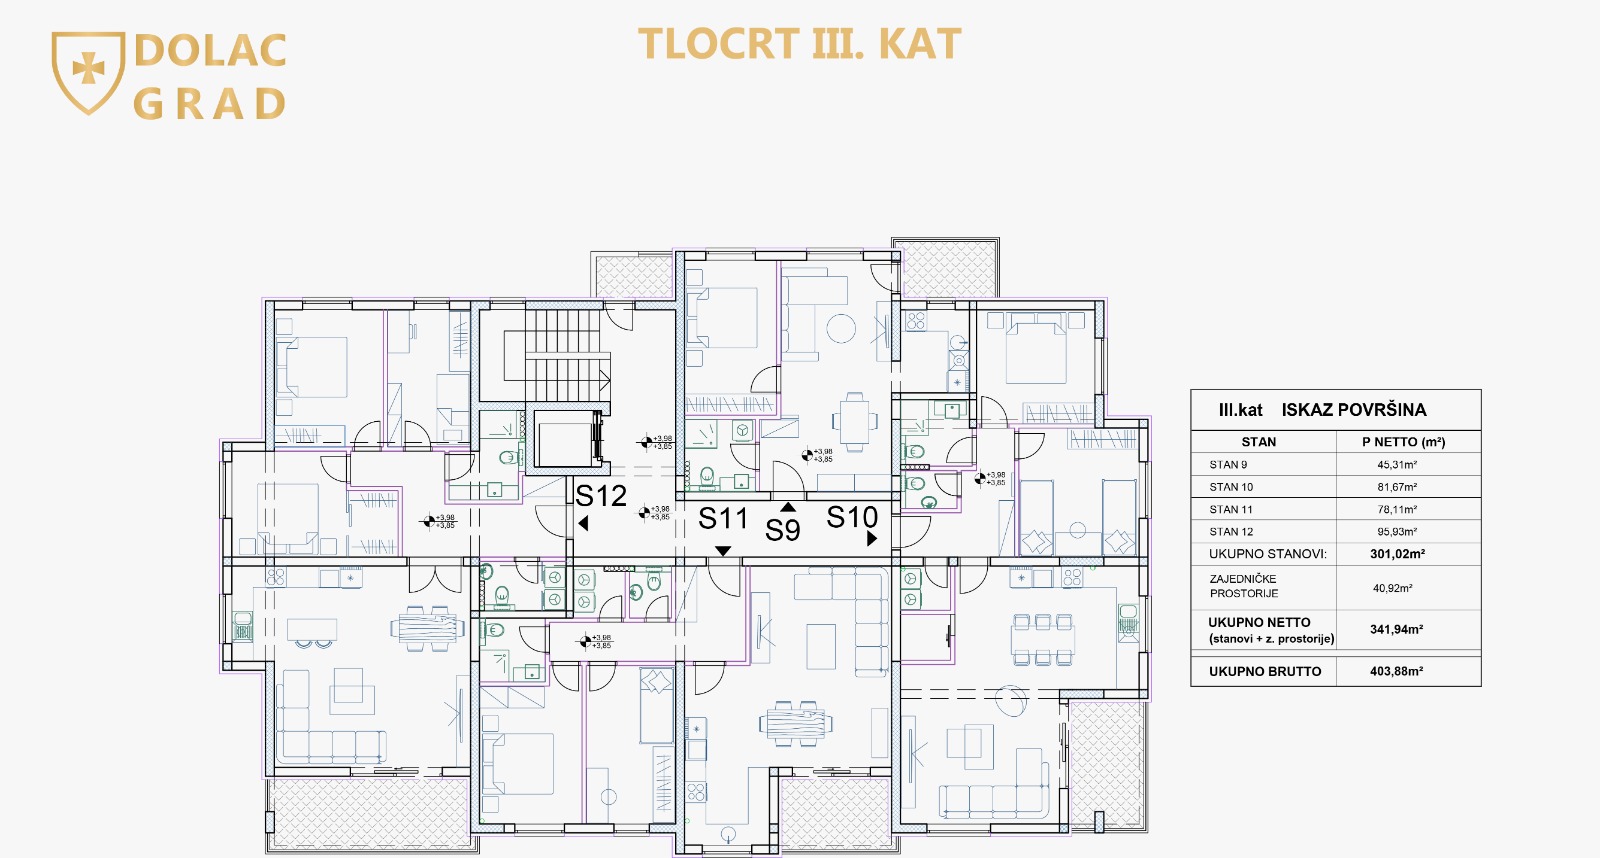 DOLAC
GRAD
TLOCRT III. KAT
+3,98
+3,85
+3,98
+3,85
+3,98
+3,85
+3,98
+3,85
+3,98
+3,85
+3,98
+3,85
S12
S11
S9
S10
III.kat ISKAZ POVRŠINA
STAN P NETTO (m²)
STAN 9 45,31m²
STAN 10 81,67m²
STAN 11 78,11m²
STAN 12 95,93m²
UKUPNO STANOVI: 301,02m²
ZAJEDNIČKE
PROSTORIJE 40,92m²
UKUPNO NETTO
(stanovi + z. prostorije) 341,94m²
UKUPNO BRUTTO 403,88m²